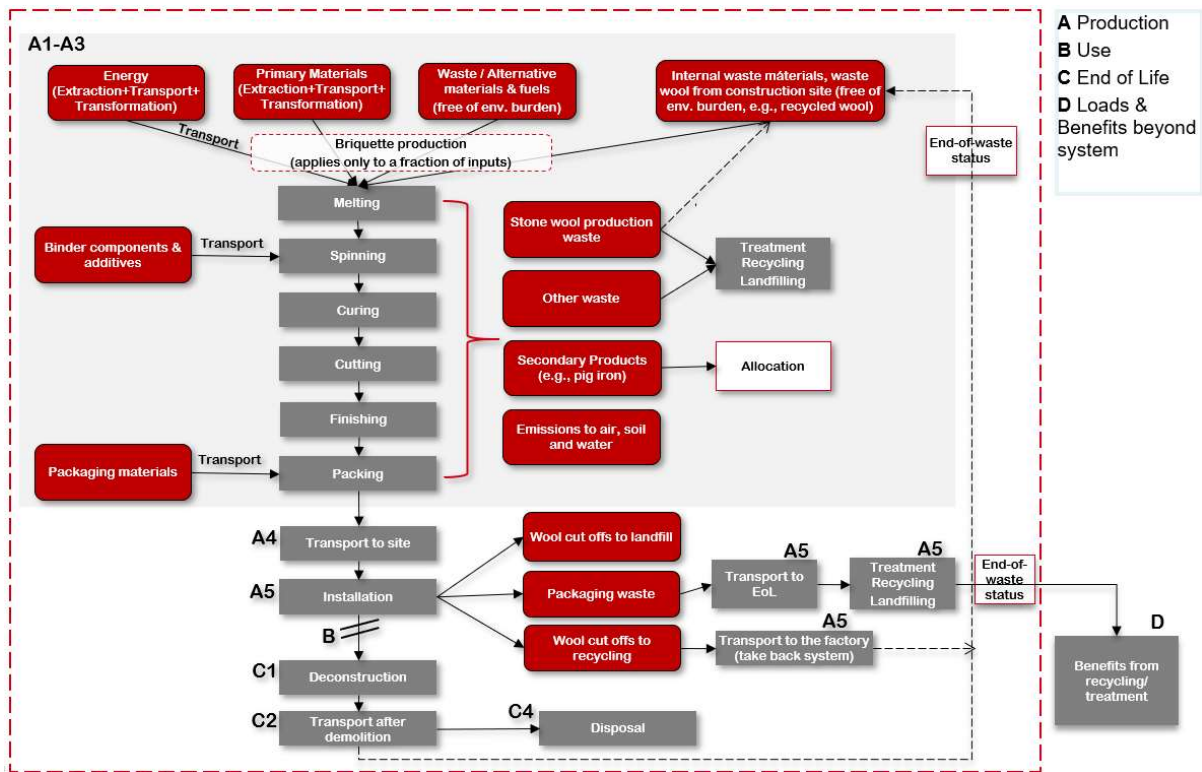 A1-A3
Energy
(Extraction+Transport+
Transformation)
Primary Materials
(Extraction+Transport+
Transformation)
Waste / Alternative
materials & fuels
(free of env. burden)
Internal waste materials, waste
wool from construction site (free of
env. burden, e.g., recycled wool)
A Production
B Use
C End of Life
D Loads &
Benefits beyond
system
Transport
Briquette production
(applies only to a fraction of inputs)
End-of-waste
status
Melting
Binder components &
additives
Transport
Spinning
Stone wool production
waste
Treatment
Recycling
Landfilling
Curing
Other waste
Cutting
Secondary Products
(e.g., pig iron)
Allocation
Finishing
Emissions to air, soil
and water
Packaging materials
Transport
Packing
A4
Transport to site
Wool cut offs to landfill
A5
Installation
Packaging waste
A5
Transport to
EoL
A5
Treatment
Recycling
Landfilling
End-of-
waste
status
B
Wool cut offs to
recycling
A5
Transport to the factory
(take back system)
D
Benefits from
recycling/
treatment
C1
Deconstruction
C2
Transport after
demolition
C4
Disposal